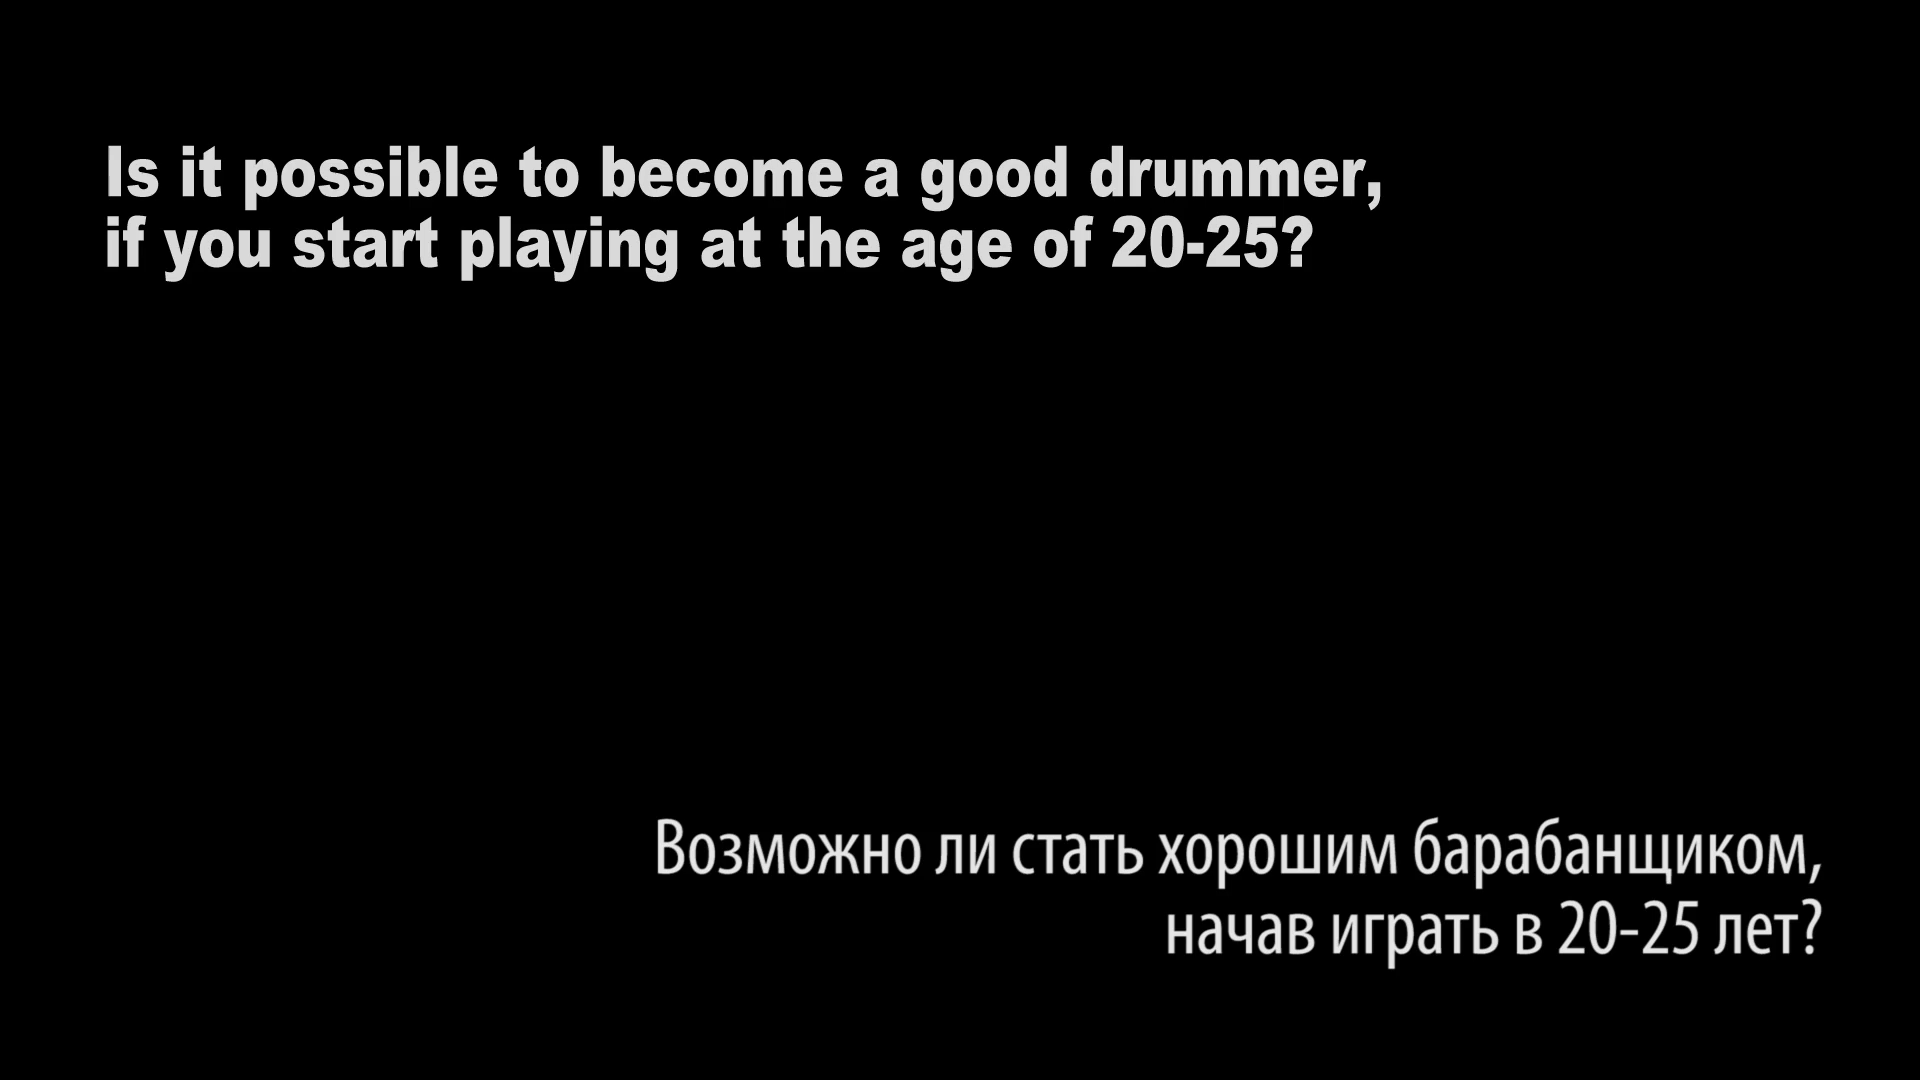 Is it possible to become a good drummer,
if you start playing at the age of 20-25?
Возможно ли стать хорошим барабанщиком,
начав играть в 20-25 лет?